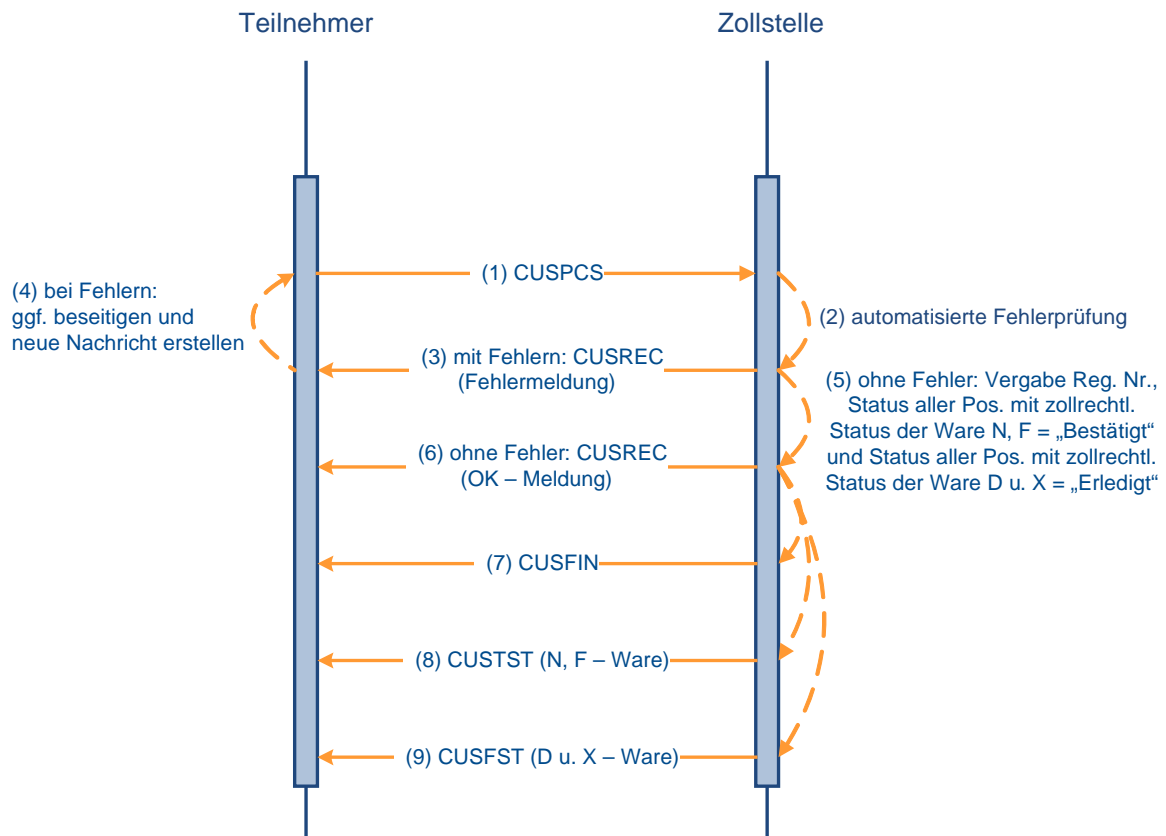 Teilnehmer
Zollstelle
(1) CUSPCS
(4) bei Fehlern:
ggf. beseitigen und
neue Nachricht erstellen
(2) automatisierte Fehlerprüfung
(3) mit Fehlern: CUSREC
(Fehlermeldung)
(5) ohne Fehler: Vergabe Reg. Nr.,
Status aller Pos. mit zollrechtl.
Status der Ware N, F = „Bestätigt“
und Status aller Pos. mit zollrechtl.
Status der Ware D u. X = „Erledigt“
(6) ohne Fehler: CUSREC
(OK – Meldung)
(7) CUSFIN
(8) CUSTST (N, F – Ware)
(9) CUSFST (D u. X – Ware)